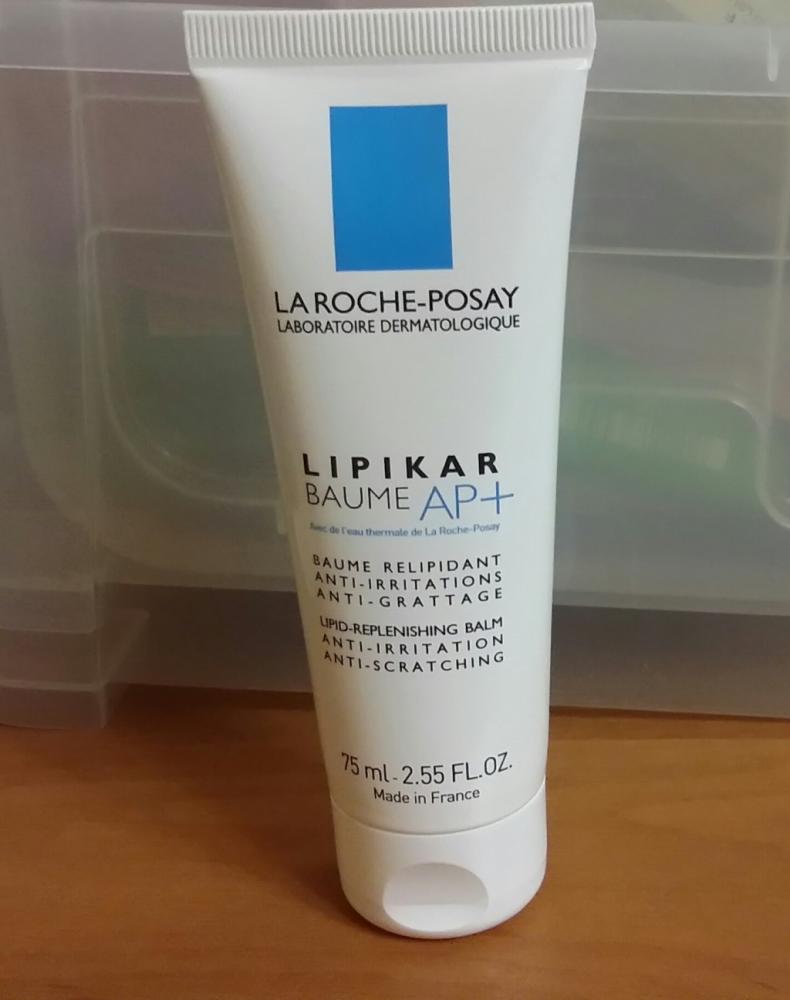 LA ROCHE-POSAY
LABORATOIRE DERMATOLOGIQUE
LIPIKAR
BAUME AP+
Avec de l'eau thermale de La Roche-Posay
BAUME RELIPIDANT
ANTI-IRRITATIONS
ANTI-GRATTAGE
LIPID-REPLENISHING BALM
ANTI-IRRITATION
ANTI-SCRATCHING
75 ml - 2.55 FL.OZ.
Made in France